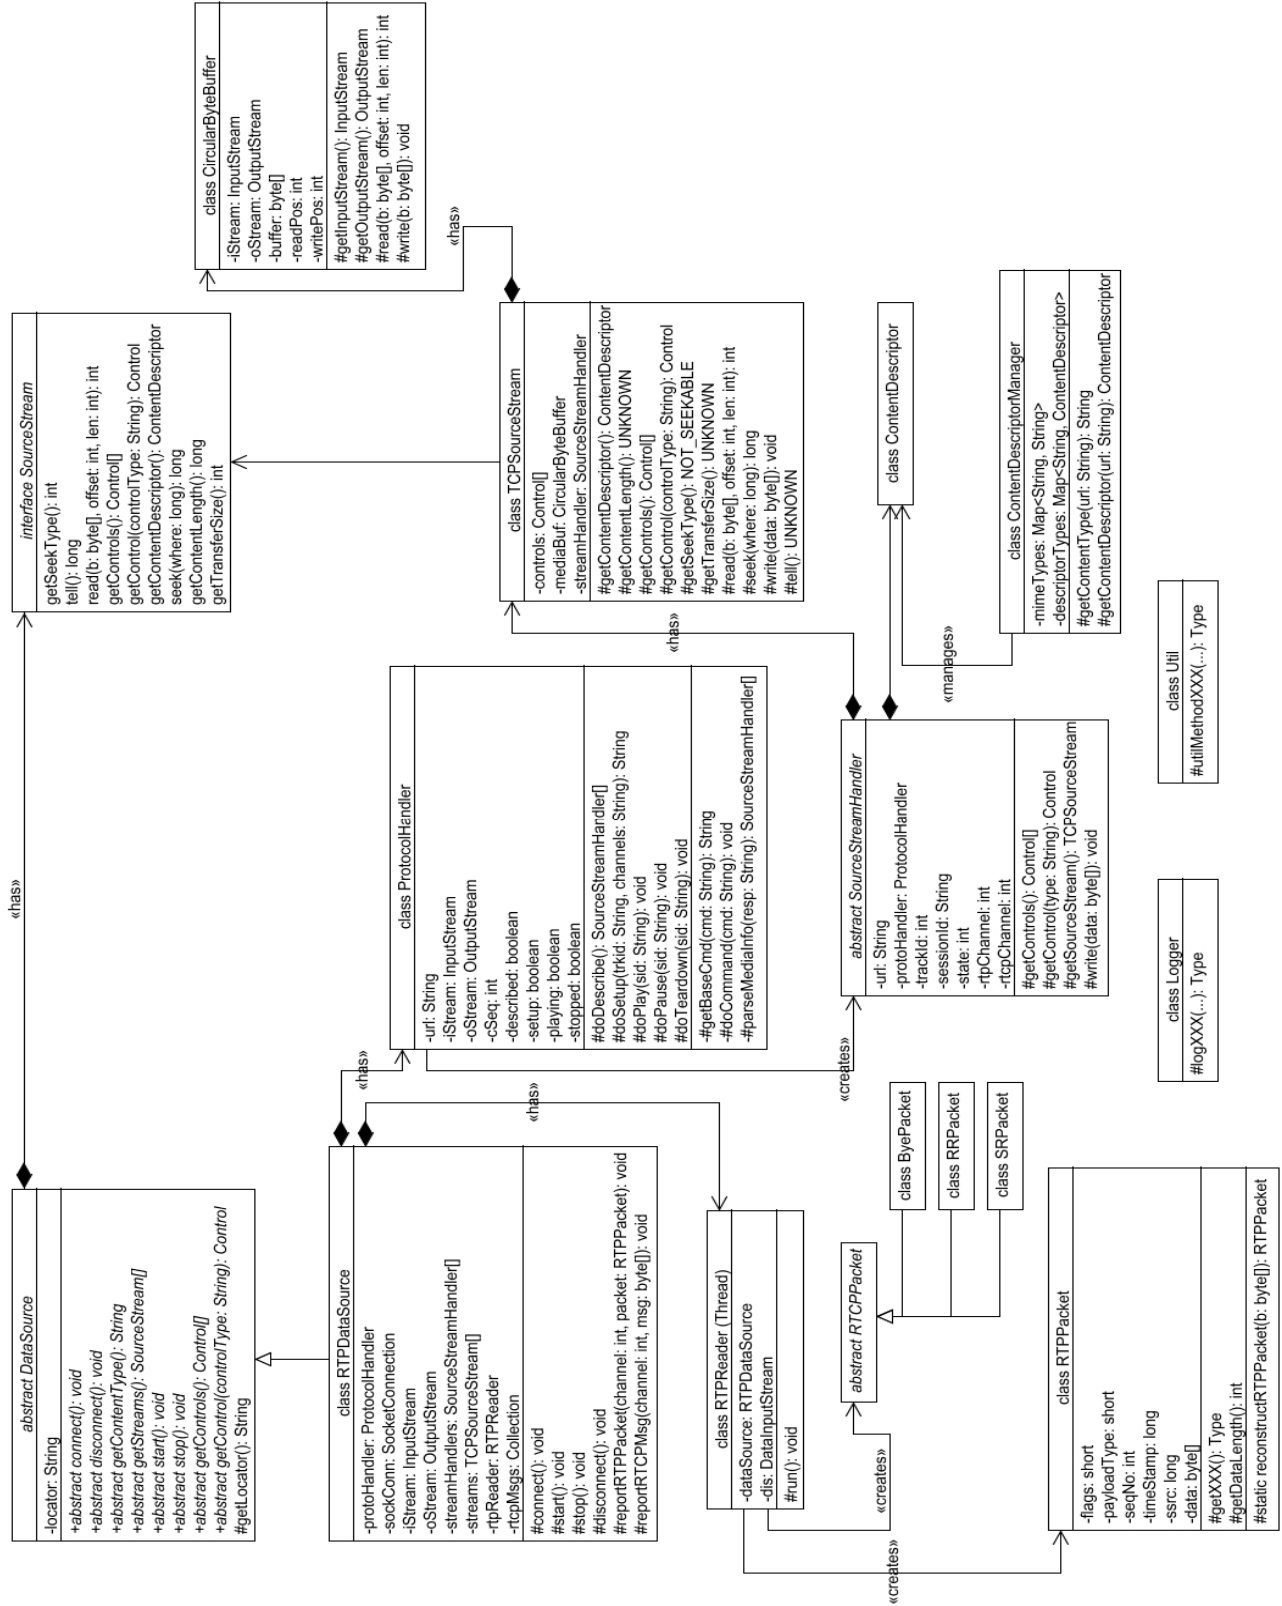 abstract DataSource
-locator: String
+abstract connect(): void
+abstract disconnect(): void
+abstract getContentType(): String
+abstract getStreams(): SourceStream[]
+abstract start(): void
+abstract stop(): void
+abstract getControls(): Control[]
+abstract getControl(controlType: String): Control
#getLocator(): String
«has»
interface SourceStream
getSeekType(): int
tell(): long
read(b: byte[], offset: int, len: int): int
getControls(): Control[]
getControl(controlType: String): Control
getContentDescriptor(): ContentDescriptor
seek(where: long): long
getContentLength(): long
getTransferSize(): int
class CircularByteBuffer
-iStream: InputStream
-oStream: OutputStream
-buffer: byte[]
-readPos: int
-writePos: int
#getInputStream(): InputStream
#getOutputStream(): OutputStream
#read(b: byte[], offset: int, len: int): int
#write(b: byte[]): void
«has»
class RTPDataSource
-protoHandler: ProtocolHandler
-sockConn: SocketConnection
-iStream: InputStream
-oStream: OutputStream
-streamHandlers: SourceStreamHandler[]
-streams: TCPSourceStream[]
-rtpReader: RTPReader
-rtcpMsgs: Collection
#connect(): void
#start(): void
#stop(): void
#disconnect(): void
#reportRTPPacket(channel: int, packet: RTPPacket): void
#reportRTCPMsg(channel: int, msg: byte[]): void
«has»
«has»
class ProtocolHandler
-url: String
-iStream: InputStream
-oStream: OutputStream
-cSeq: int
-described: boolean
-setup: boolean
-playing: boolean
-stopped: boolean
#doDescribe(): SourceStreamHandler[]
#doSetup(trkid: String, channels: String): String
#doPlay(sid: String): void
#doPause(sid: String): void
#doTeardown(sid: String): void
-#getBaseCmd(cmd: String): String
-#doCommand(cmd: String): void
-#parseMediaInfo(resp: String): SourceStreamHandler[]
«creates»
class TCPSourceStream
-controls: Control[]
-mediaBuf: CircularByteBuffer
-streamHandler: SourceStreamHandler
#getContentDescriptor(): ContentDescriptor
#getContentLength(): UNKNOWN
#getControls(): Control[]
#getControl(controlType: String): Control
#getSeekType(): NOT_SEEKABLE
#getTransferSize(): UNKNOWN
#read(b: byte[], offset: int, len: int): int
#seek(where: long): long
#write(data: byte[]): void
#tell(): UNKNOWN
«has»
class RTPReader (Thread)
-dataSource: RTPDataSource
-dis: DataInputStream
#run(): void
«creates»
«creates»
abstract RTCPPacket
class ByePacket
class RRPacket
class SRPacket
abstract SourceStreamHandler
-url: String
-protoHandler: ProtocolHandler
-trackId: int
-sessionId: String
-state: int
-rtpChannel: int
-rtcpChannel: int
#getControls(): Control[]
#getControl(type: String): Control
#getSourceStream(): TCPSourceStream
#write(data: byte[]): void
class ContentDescriptor
«manages»
class ContentDescriptorManager
-mimeTypes: Map<String, String>
-descriptorTypes: Map<String, ContentDescriptor>
#getContentType(url: String): String
#getContentDescriptor(url: String): ContentDescriptor
class RTPPacket
-flags: short
-payloadType: short
-seqNo: int
-timeStamp: long
-ssrc: long
-data: byte[]
#getXXX(): Type
#getDataLength(): int
#static reconstructRTPPacket(b: byte[]): RTPPacket
class Logger
#logXXX(...): Type
class Util
#utilMethodXXX(...): Type